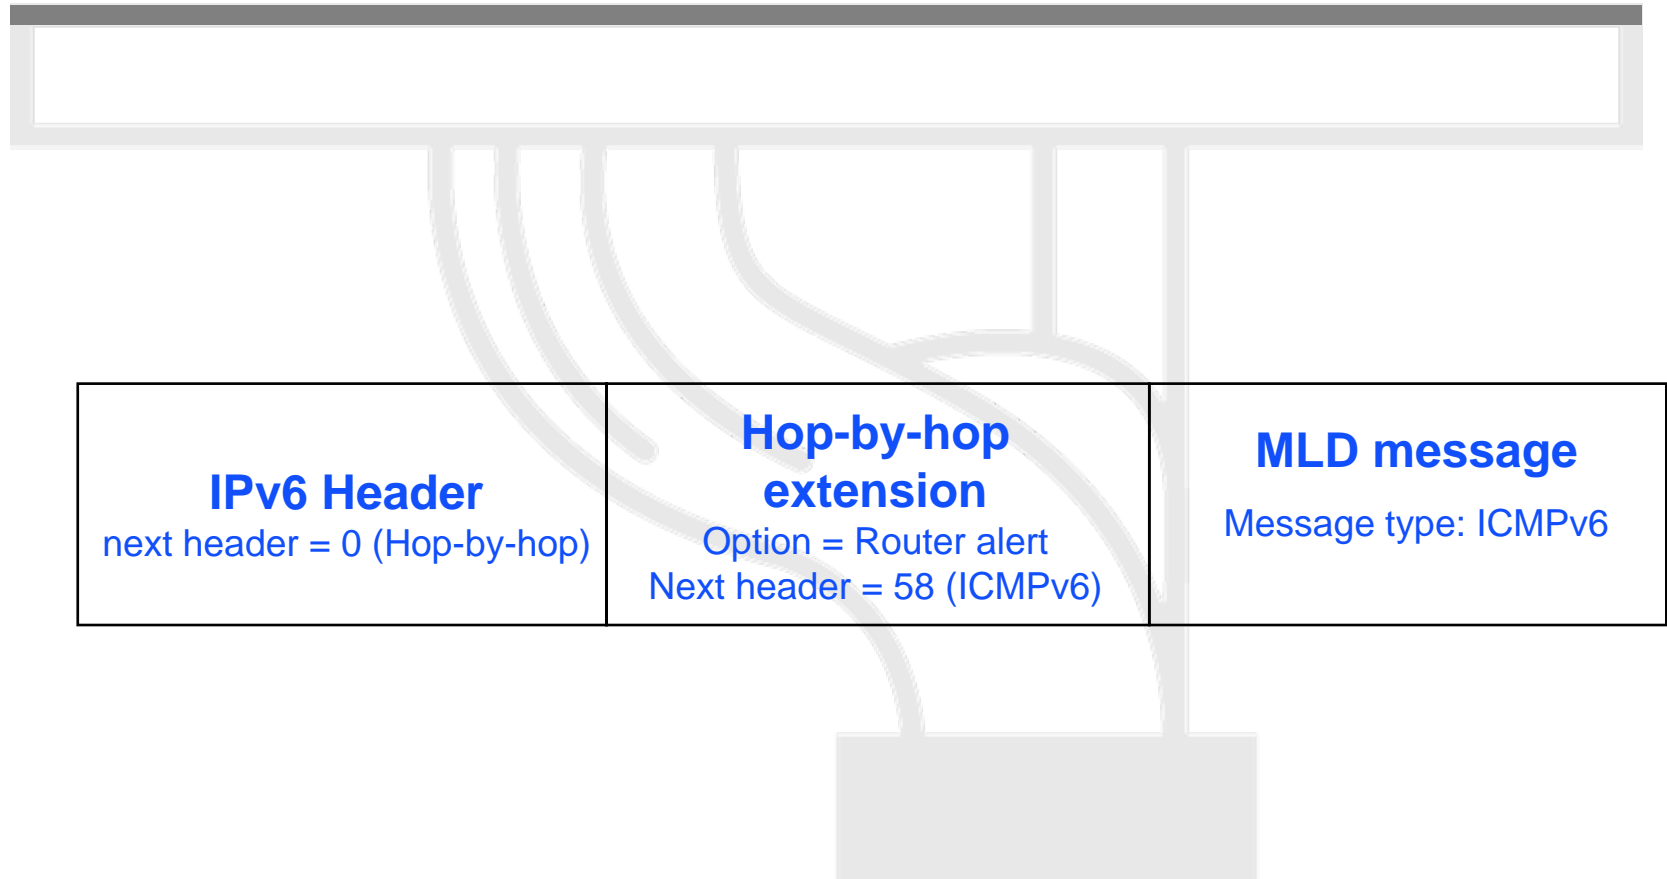 IPv6 Header
next header = 0 (Hop-by-hop)
Hop-by-hop
extension
Option = Router alert
Next header = 58 (ICMPv6)
MLD message
Message type: ICMPv6